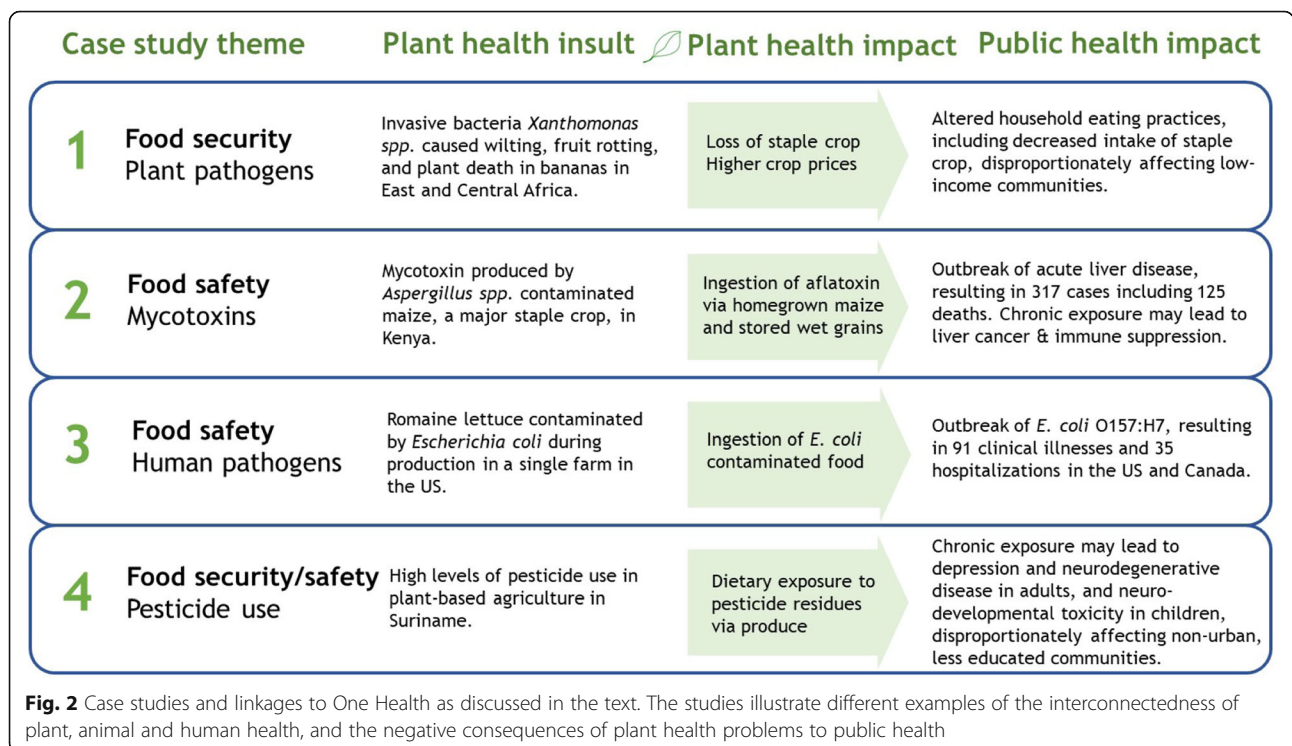 Case study theme
Plant health insult
Plant health impact
Public health impact
1
Food security
Plant pathogens
Invasive bacteria Xanthomonas
spp. caused wilting, fruit rotting,
and plant death in bananas in
East and Central Africa.
Loss of staple crop
Higher crop prices
Altered household eating practices,
including decreased intake of staple
crop, disproportionately affecting low-
income communities.
2
Food safety
Mycotoxins
Mycotoxin produced by
Aspergillus spp. contaminated
maize, a major staple crop, in
Kenya.
Ingestion of aflatoxin
via homegrown maize
and stored wet grains
Outbreak of acute liver disease,
resulting in 317 cases including 125
deaths. Chronic exposure may lead to
liver cancer & immune suppression.
3
Food safety
Human pathogens
Romaine lettuce contaminated
by Escherichia coli during
production in a single farm in
the US.
Ingestion of E. coli
contaminated food
Outbreak of E. coli O157:H7, resulting
in 91 clinical illnesses and 35
hospitalizations in the US and Canada.
4
Food security/safety
Pesticide use
High levels of pesticide use in
plant-based agriculture in
Suriname.
Dietary exposure to
pesticide residues
via produce
Chronic exposure may lead to
depression and neurodegenerative
disease in adults, and neuro-
developmental toxicity in children,
disproportionately affecting non-urban,
less educated communities.
Fig. 2 Case studies and linkages to One Health as discussed in the text. The studies illustrate different examples of the interconnectedness of
plant, animal and human health, and the negative consequences of plant health problems to public health